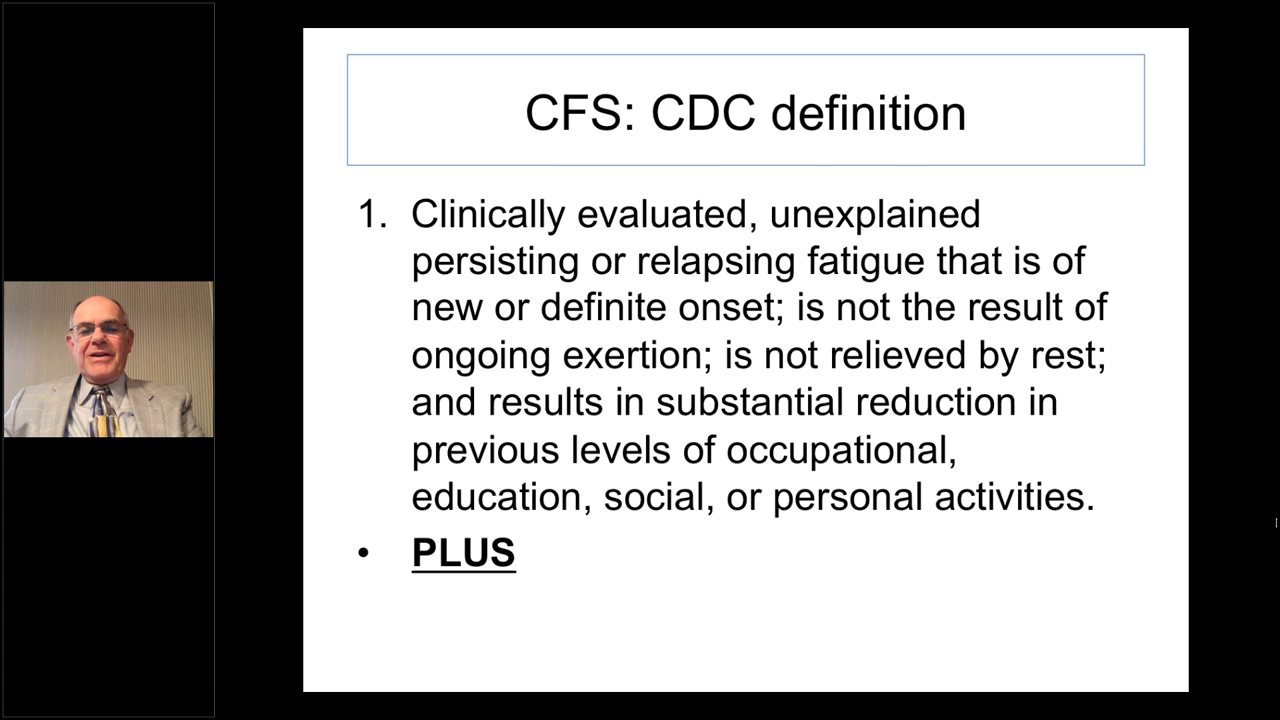 CFS: CDC definition
1. Clinically evaluated, unexplained
persisting or relapsing fatigue that is of
new or definite onset; is not the result of
ongoing exertion; is not relieved by rest;
and results in substantial reduction in
previous levels of occupational,
education, social, or personal activities.
• PLUS